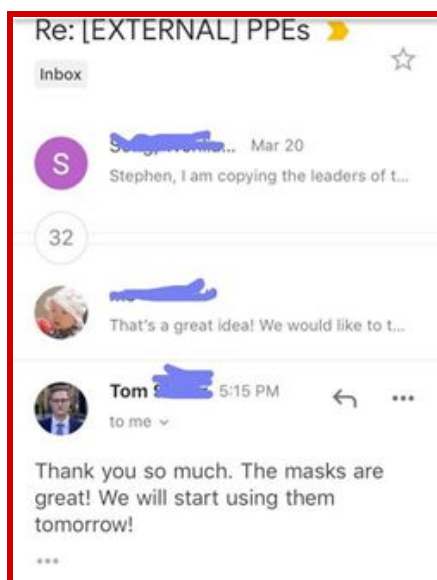 Re: [EXTERNAL] PPEs
Inbox
S
Mar 20
Stephen, I am copying the leaders of t...
32
That's a great idea! We would like to t...
Tom 5:15 PM
to me
Thank you so much. The masks are
great! We will start using them
tomorrow!